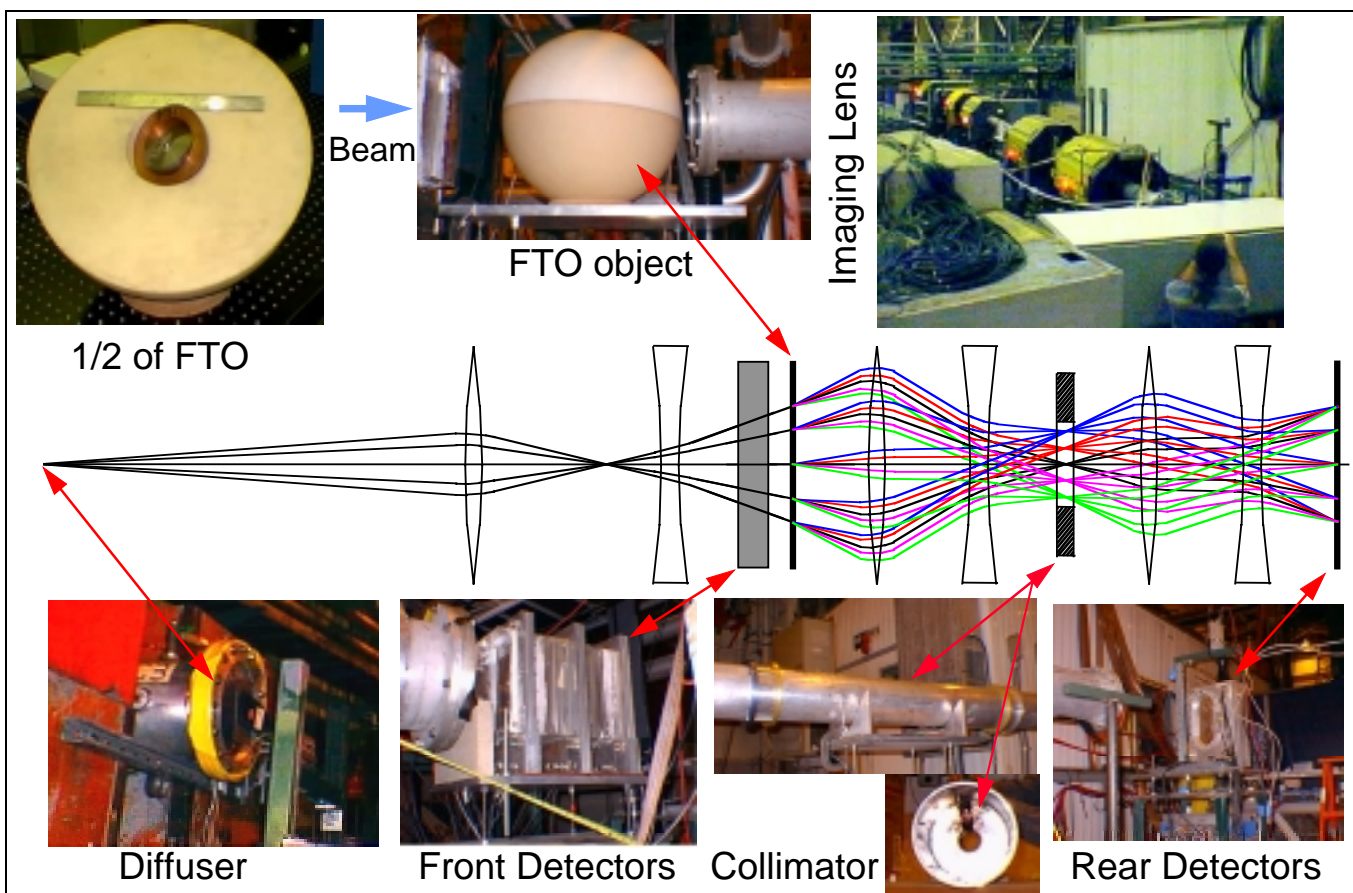 Beam
Imaging Lens
FTO object
1/2 of FTO
Diffuser
Front Detectors
Collimator
Rear Detectors